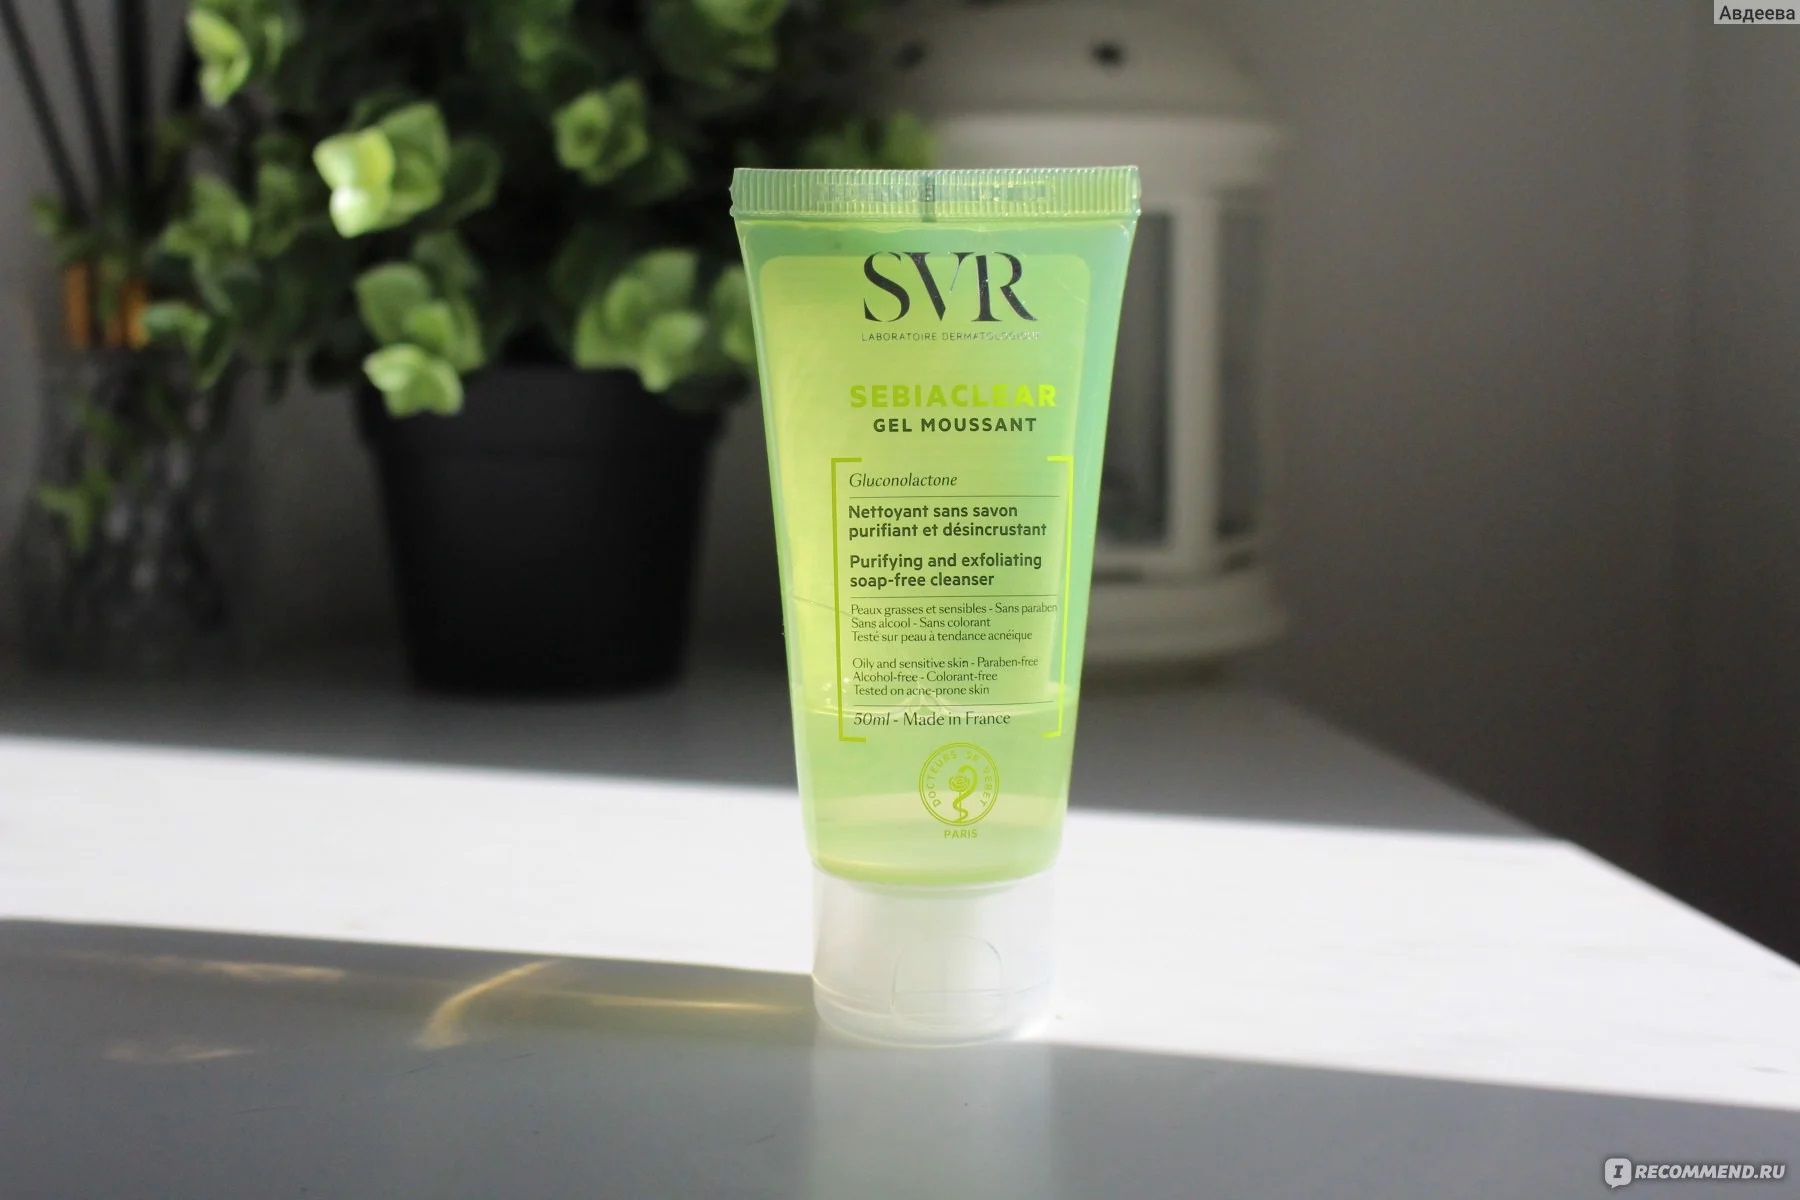 Авдеева
SVR
LABORATOIRE DERMATOLOGIQUE
SEBIACLEAR
GEL MOUSSANT
Gluconolactone
Nettoyant sans savon
purifiant et désincrustant
Purifying and exfoliating
soap-free cleanser
Peaux grasses et sensibles - Sans paraben
Sans alcool - Sans colorant
Testé sur peau à tendance acnéique
Oily and sensitive skin - Paraben-free
Alcohol-free - Colorant-free
Tested on acne-prone skin
50ml - Made in France
DOCTEURS VERET
PARIS
IRECOMMEND.RU